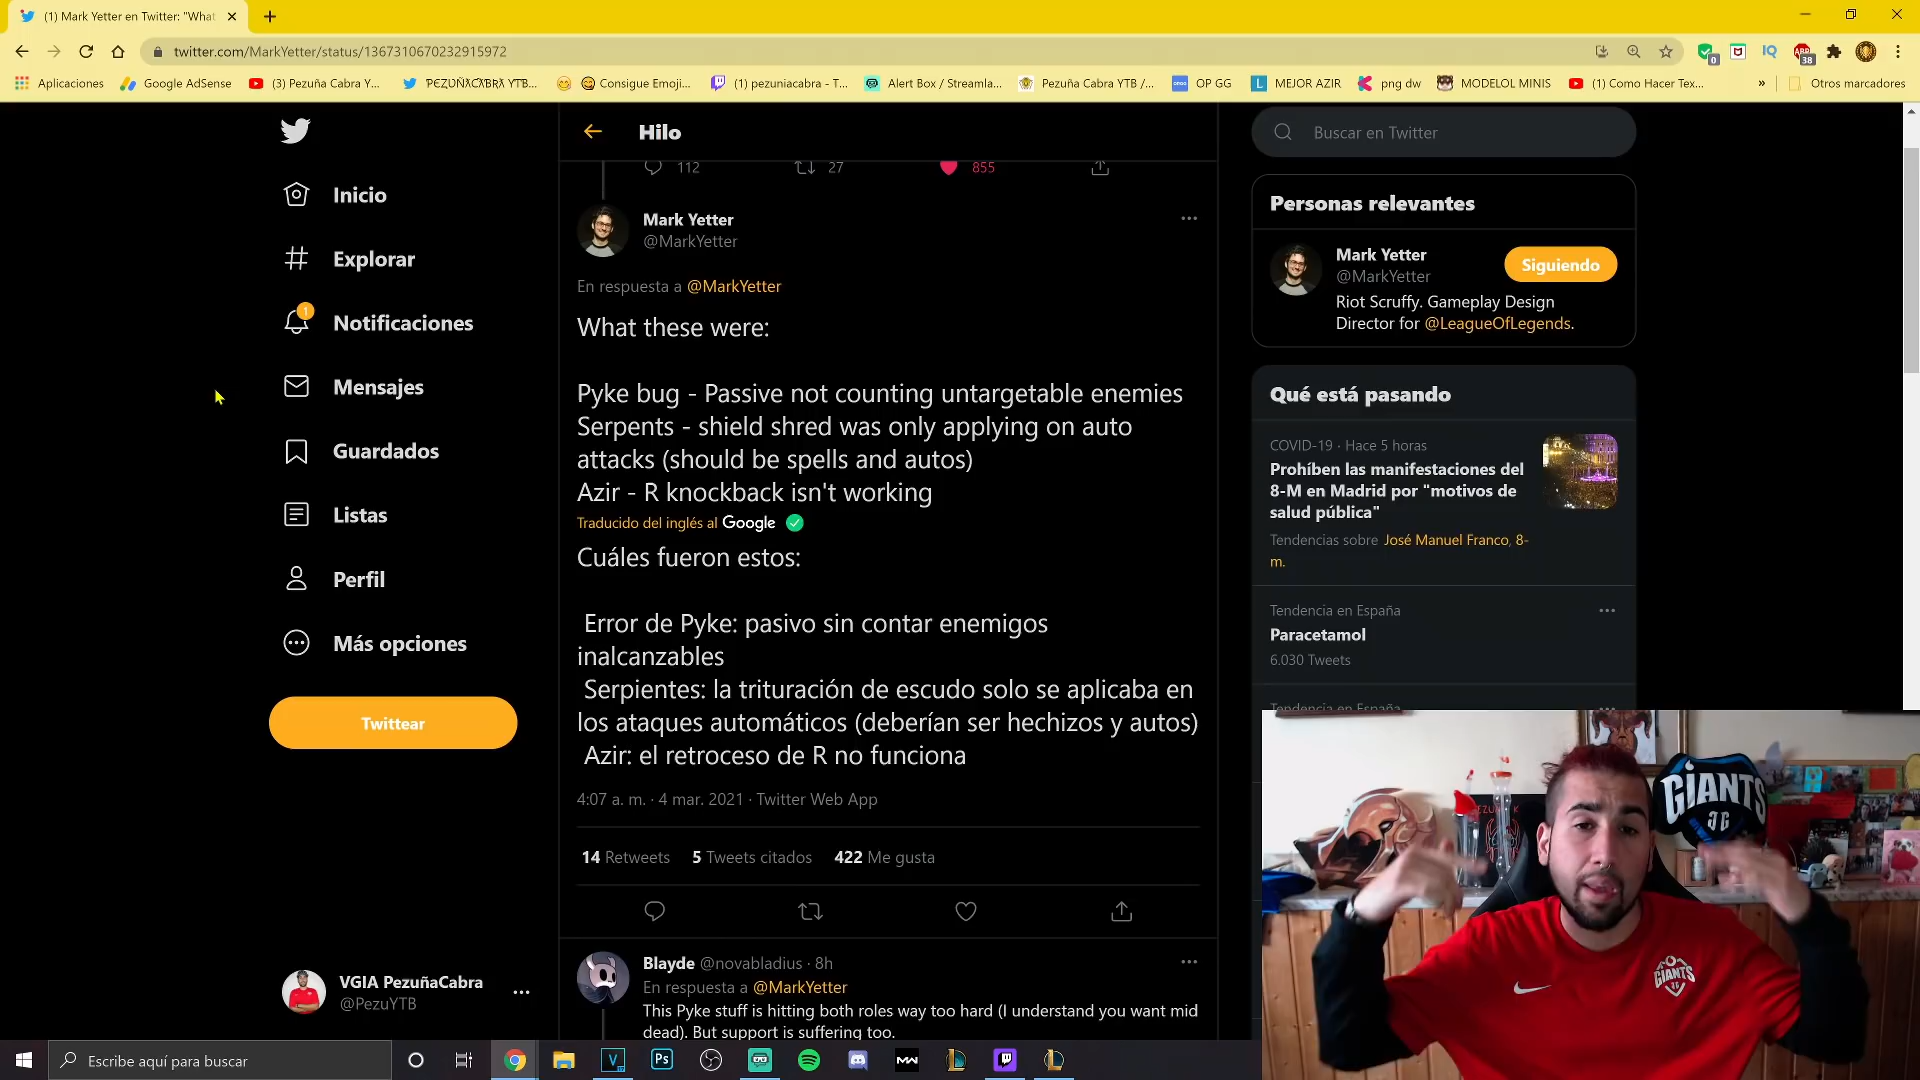 (1) Mark Yetter en Twitter: "What
twitter.com/MarkYetter/status/1367310670232915972
Aplicaciones
Google AdSense
(3) Pezuña Cabra Y...
Consigue Emoji...
(1) pezuniacabra - T...
Alert Box / Streamla...
Pezuña Cabra YTB /...
OP GG
MEJOR AZIR
png dw
MODELOL MINIS
(1) Como Hacer Tex...
»
Otros marcadores
Inicio
Explorar
1
Notificaciones
Mensajes
Guardados
Listas
Perfil
Más opciones
Twittear
VGIA PezuñaCabra
@PezuYTB
Hilo
112
27
855
Mark Yetter
@MarkYetter
En respuesta a @MarkYetter
What these were:
Pyke bug - Passive not counting untargetable enemies
Serpents - shield shred was only applying on auto
attacks (should be spells and autos)
Azir - R knockback isn't working
Traducido del inglés al Google
Cuáles fueron estos:
Error de Pyke: pasivo sin contar enemigos
inalcanzables
Serpientes: la trituración de escudo solo se aplicaba en
los ataques automáticos (deberían ser hechizos y autos)
Azir: el retroceso de R no funciona
4:07 a. m. · 4 mar. 2021 · Twitter Web App
14 Retweets 5 Tweets citados 422 Me gusta
Blayde @novabladius · 8h
En respuesta a @MarkYetter
This Pyke stuff is hitting both roles way too hard (I understand you want mid
dead). But support is suffering too.
Buscar en Twitter
Personas relevantes
Mark Yetter
@MarkYetter
Siguiendo
Riot Scruffy. Gameplay Design
Director for @LeagueOfLegends.
Qué está pasando
COVID-19 · Hace 5 horas
Prohíben las manifestaciones del
8-M en Madrid por "motivos de
salud pública"
Tendencias sobre José Manuel Franco, 8-
m.
Tendencia en España
Paracetamol
6.030 Tweets
Tendencia en España
GIANTS
GIANTS
Escribe aquí para buscar
Ps